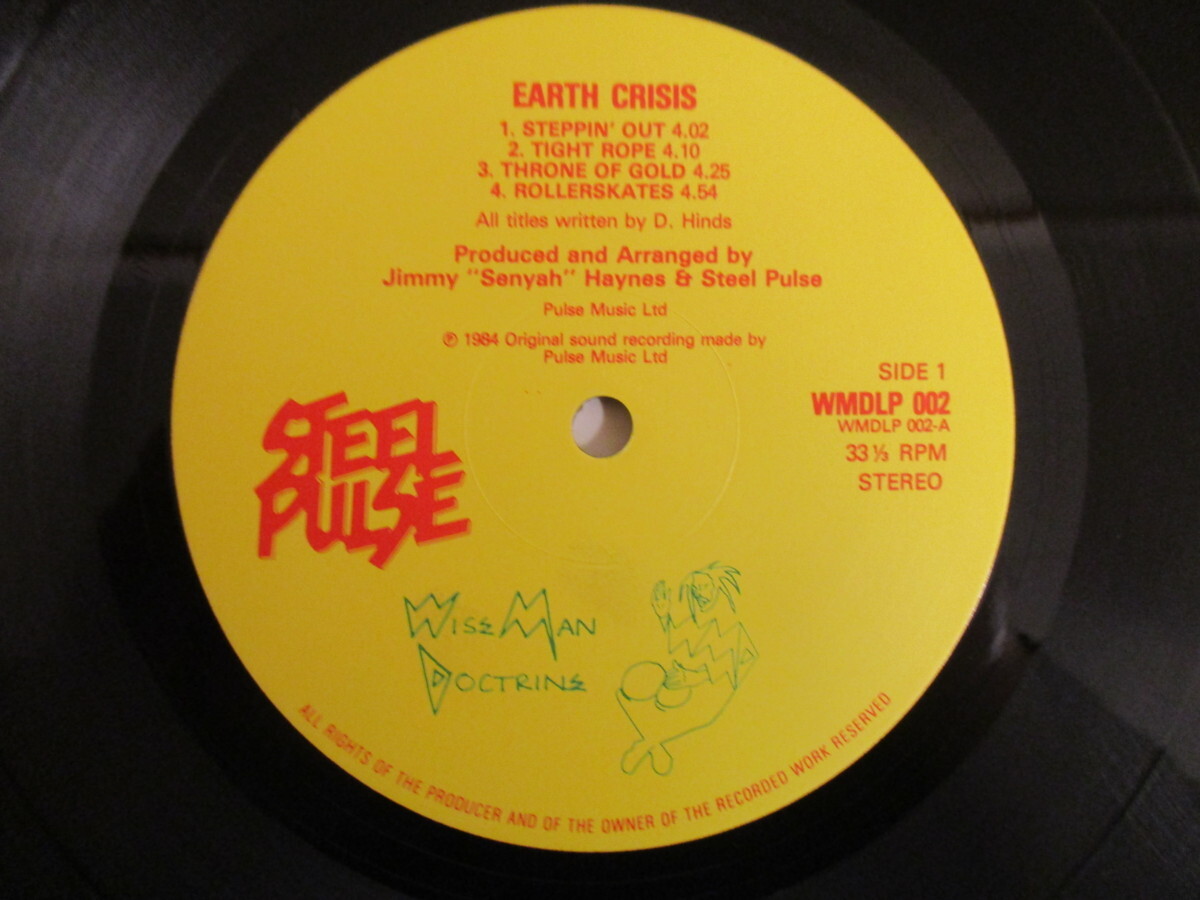 EARTH CRISIS
1. STEPPIN' OUT 4.02
2. TIGHT ROPE 4.10
3. THRONE OF GOLD 4.25
4. ROLLERSKATES 4.54
All titles written by D. Hinds
Produced and Arranged by
Jimmy "Senyah" Haynes & Steel Pulse
Pulse Music Ltd
℗ 1984 Original sound recording made by
Pulse Music Ltd
SIDE 1
WMDLP 002
WMDLP 002-A
33⅓ RPM
STEREO
STEEL
PULSE
WISE MAN
DOCTRINE
ALL RIGHTS OF THE PRODUCER AND OF THE OWNER OF THE RECORDED WORK RESERVED